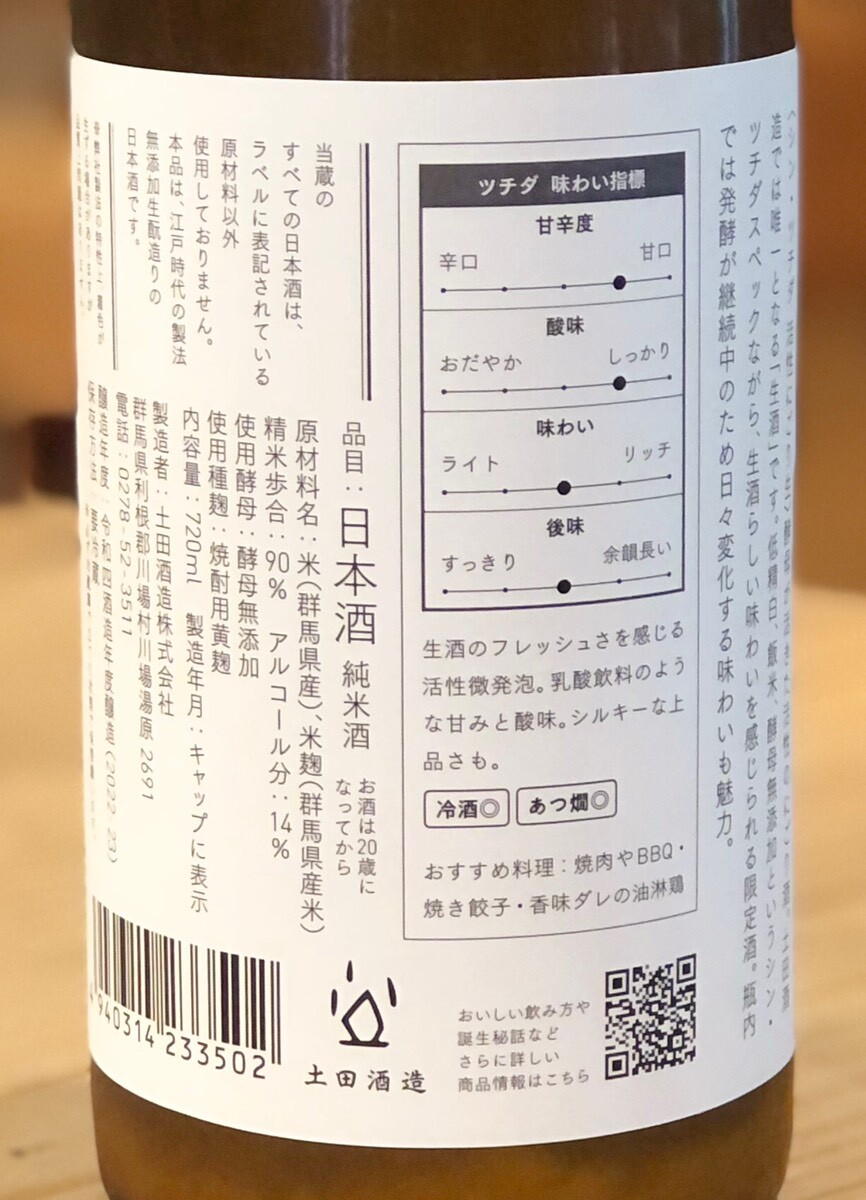 造では唯一となる「生酒」です。低精白、飯米、酵母無添加というシン・
ツチダスペックながら、生酒らしい味わいを感じられる限定酒。瓶内
では発酵が継続中のため日々変化する味わいも魅力。
ツチダ 味わい指標
甘辛度
辛口 甘口
酸味
おだやか しっかり
味わい
ライト リッチ
後味
すっきり 余韻長い
生酒のフレッシュさを感じる
活性微発泡。乳酸飲料のよう
な甘みと酸味。シルキーな上
品さも。
冷酒◎ あつ燗◎
おすすめ料理：焼肉やBBQ・
焼き餃子・香味ダレの油淋鶏
当蔵の
すべての日本酒は、
ラベルに表記されている
原材料以外
使用しておりません。
本品は、江戸時代の製法
無添加生酛造りの
日本酒です。
品目：日本酒 純米酒
お酒は20歳に
なってから
原材料名：米（群馬県産）、米麹（群馬県産米）
精米歩合：90% アルコール分：14%
使用酵母：酵母無添加
使用種麹：焼酎用黄麹
内容量：720ml 製造年月：キャップに表示
製造者：土田酒造株式会社
群馬県利根郡川場村川場湯原2691
電話：0278-52-3511
醸造年度：令和四酒造年度醸造（2022-23）
保存方法：要冷蔵
4 940314 233502
土田酒造
おいしい飲み方や
誕生秘話など
さらに詳しい
商品情報はこちら